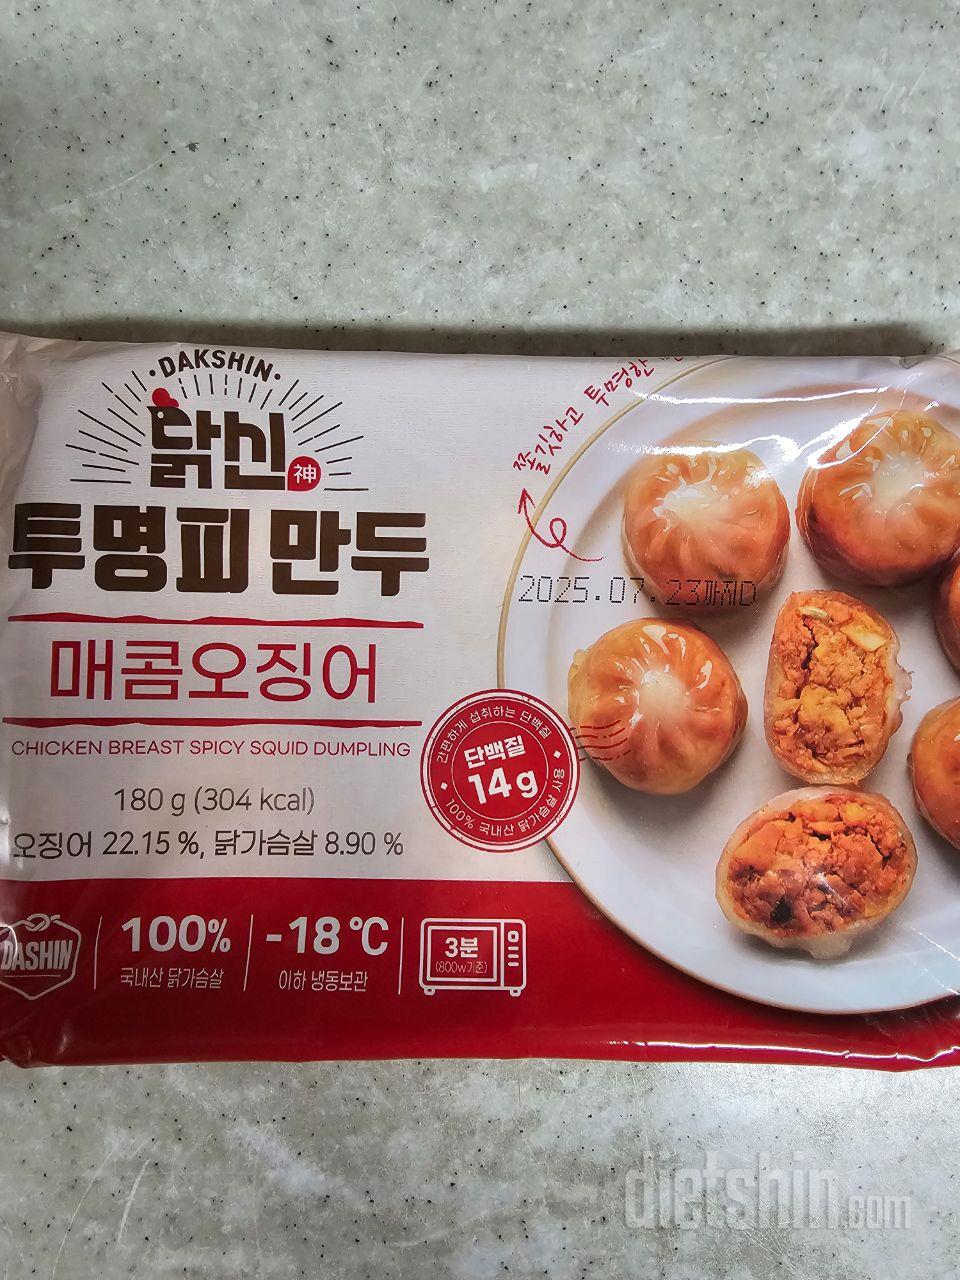 DAKSHIN
닭신
神
투명피 만두
매콤오징어
CHICKEN BREAST SPICY SQUID DUMPLING
180 g (304 kcal)
오징어 22.15 %, 닭가슴살 8.90 %
쫄깃하고 투명한
2025.07.23까지D
간편하게 섭취하는 단백질
단백질
14g
100% 국내산 닭가슴살 사용
DASHIN
100%
국내산 닭가슴살
-18 ℃
이하 냉동보관
3분
(800w기준)
dietshin.com